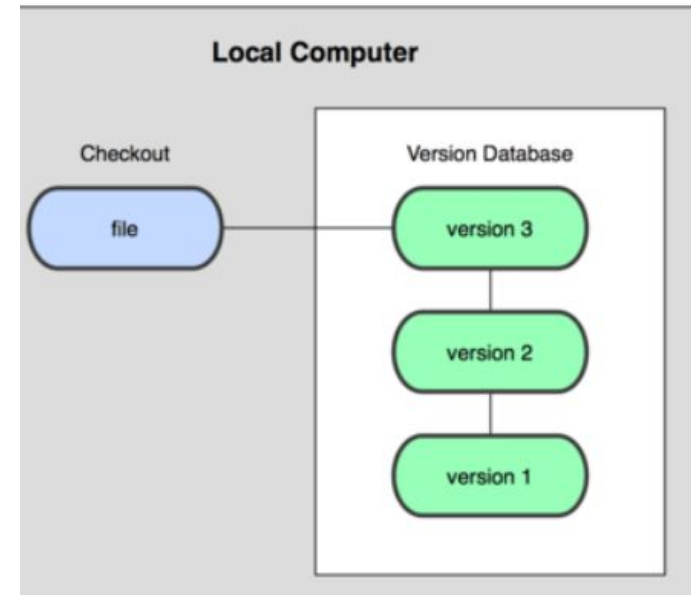 Local Computer
Checkout
Version Database
file
version 3
version 2
version 1